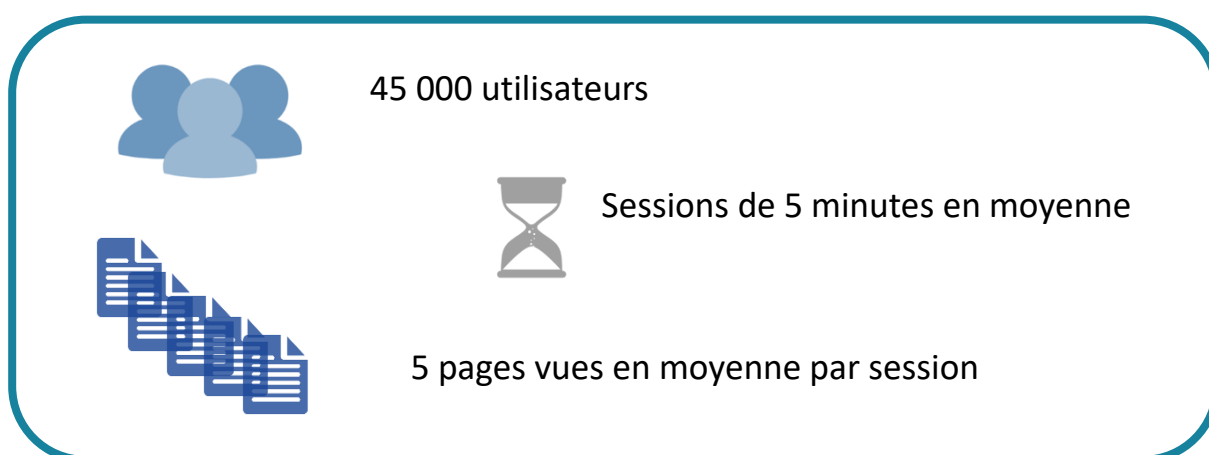 45 000 utilisateurs
Sessions de 5 minutes en moyenne
5 pages vues en moyenne par session